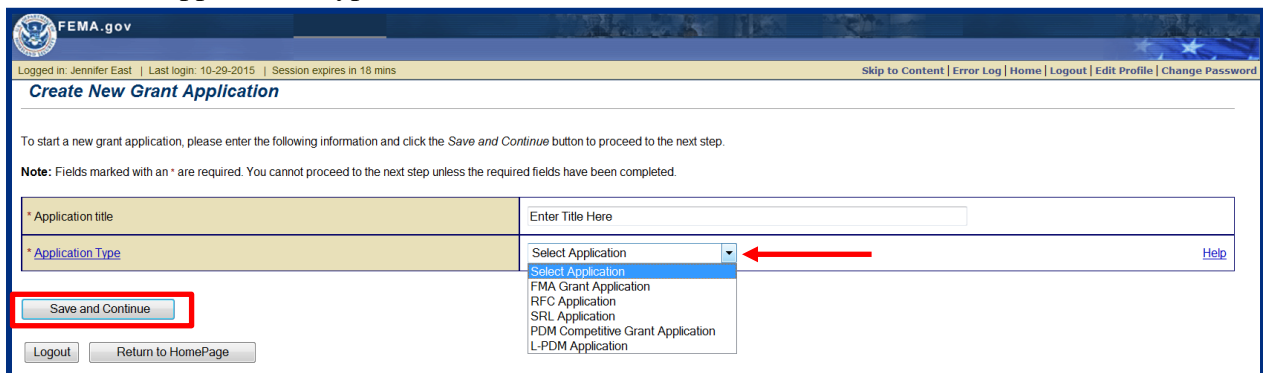 FEMA.gov
Logged in: Jennifer East | Last login: 10-29-2015 | Session expires in 18 mins
Skip to Content | Error Log | Home | Logout | Edit Profile | Change Password
Create New Grant Application
To start a new grant application, please enter the following information and click the Save and Continue button to proceed to the next step.
Note: Fields marked with an * are required. You cannot proceed to the next step unless the required fields have been completed.
* Application title
Enter Title Here
* Application Type
Select Application
Help
Select Application
FMA Grant Application
RFC Application
SRL Application
PDM Competitive Grant Application
L-PDM Application
Save and Continue
Logout
Return to HomePage